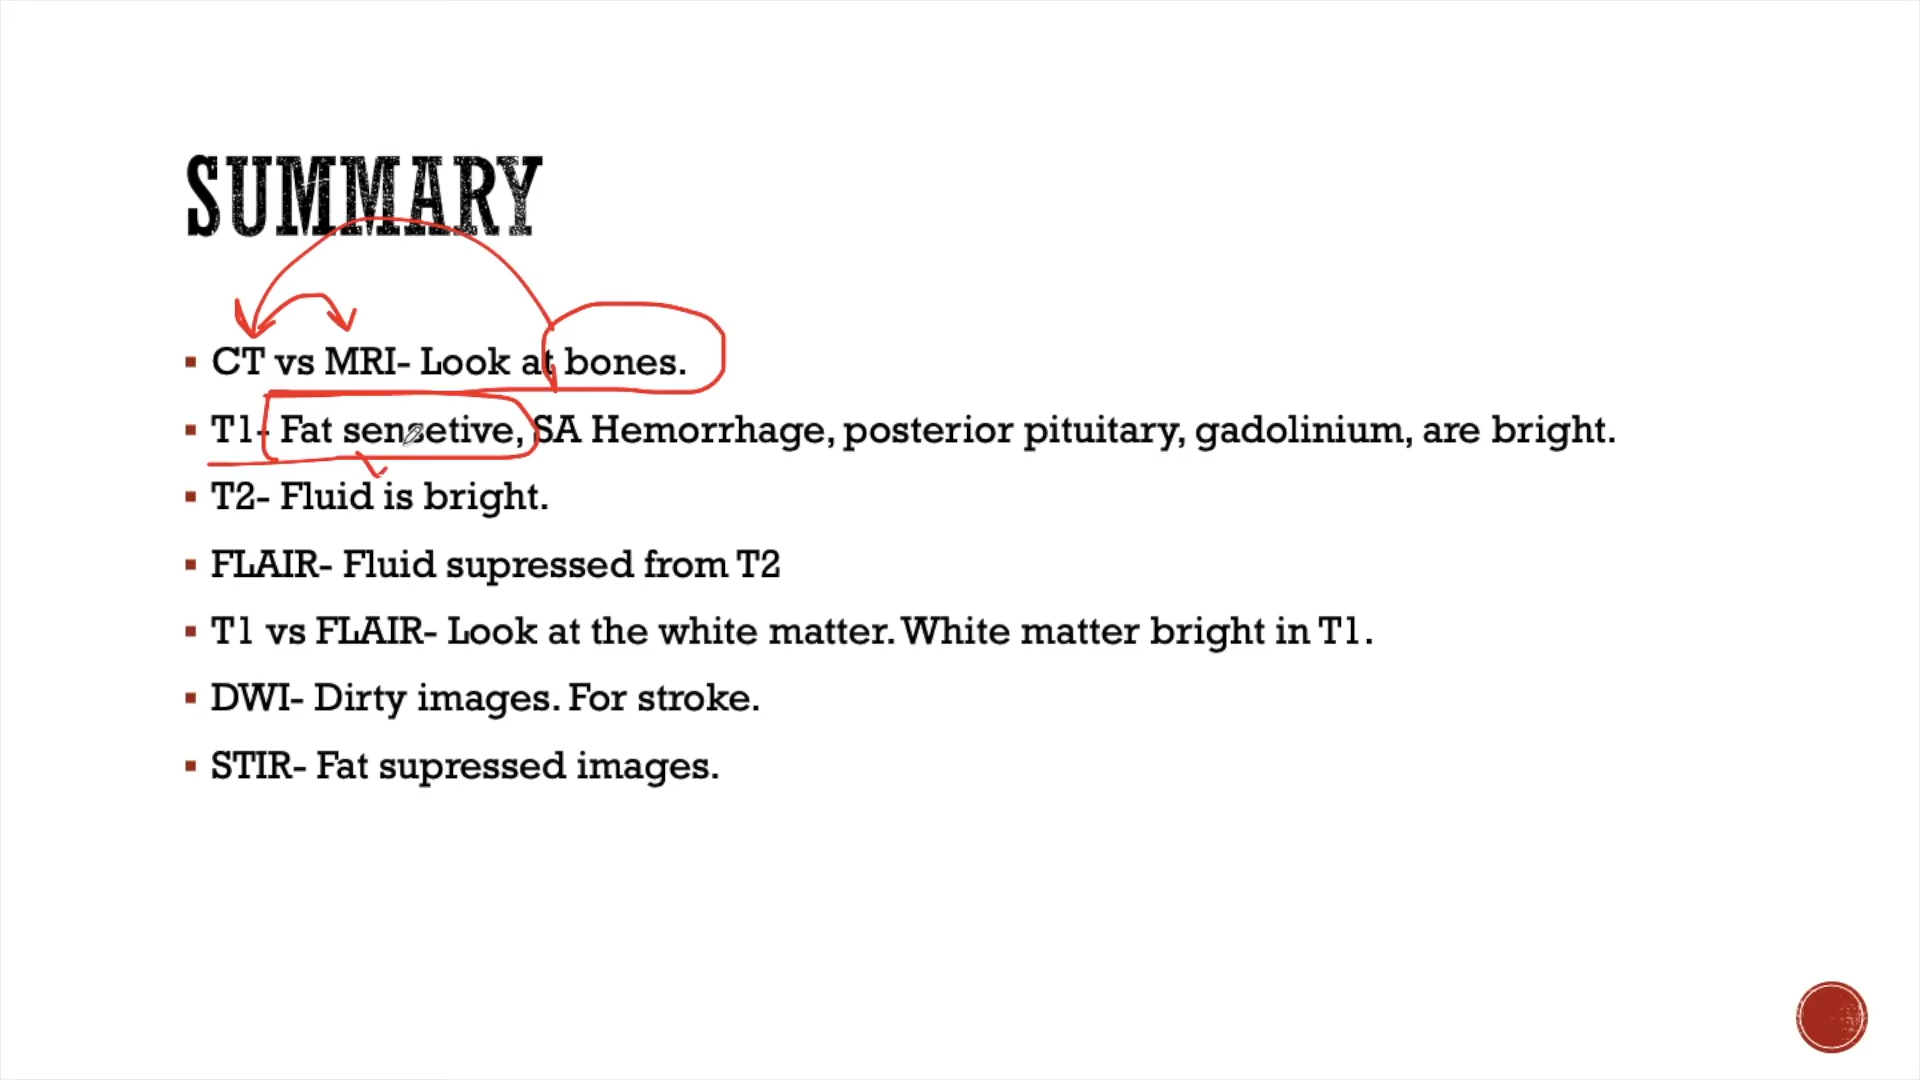 SUMMARY
CT vs MRI- Look at bones.
T1- Fat sensetive, SA Hemorrhage, posterior pituitary, gadolinium, are bright.
T2- Fluid is bright.
FLAIR- Fluid supressed from T2
T1 vs FLAIR- Look at the white matter. White matter bright in T1.
DWI- Dirty images. For stroke.
STIR- Fat supressed images.